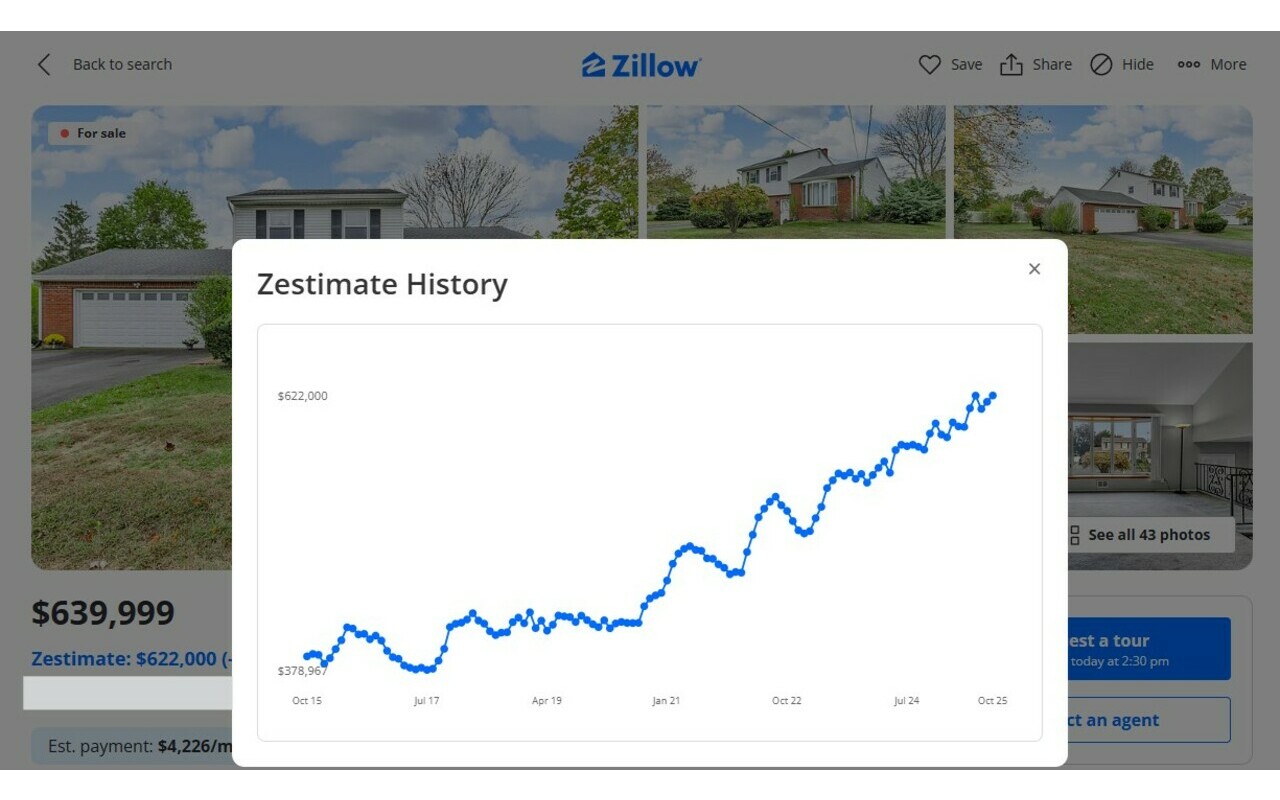 Back to search
Zillow
Save
Share
Hide
More
For sale
Zestimate History
$622,000
$378,967
Oct 15
Jul 17
Apr 19
Jan 21
Oct 22
Jul 24
Oct 25
See all 43 photos
$639,999
Zestimate: $622,000 (-
Est. payment: $4,226/m
est a tour
today at 2:30 pm
ct an agent